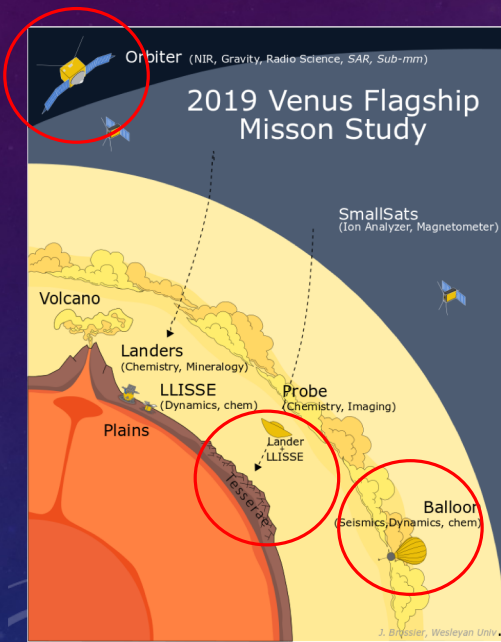 Orbiter (NIR, Gravity, Radio Science, SAR, Sub-mm)
2019 Venus Flagship
Misson Study
SmallSats
(Ion Analyzer, Magnetometer)
Volcano
Landers
(Chemistry, Mineralogy)
LLISSE
(Dynamics, chem)
Probe
(Chemistry, Imaging)
Plains
Lander
+
LLISSE
Tesserae
Balloon
(Seismics,Dynamics, chem)
J. Brossier, Wesleyan Univ.